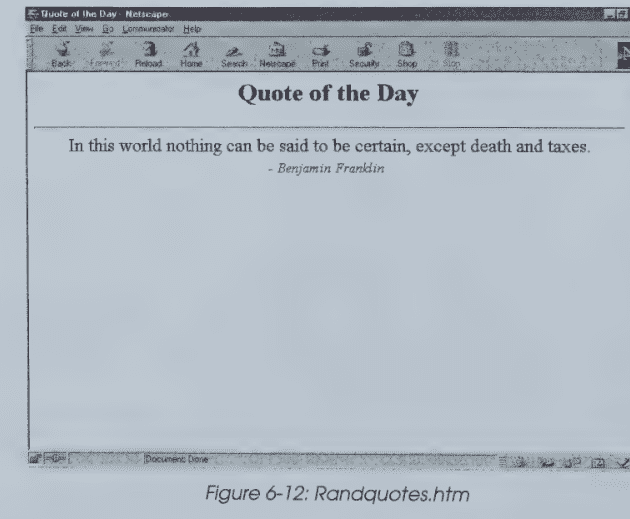 Quote of the Day - Netscape
File Edit View Go Communicator Help
Back Forward Reload Home Search Netscape Print Security Shop Stop
Quote of the Day
In this world nothing can be said to be certain, except death and taxes.
- Benjamin Franklin
Document: Done
Figure 6-12: Randquotes.htm